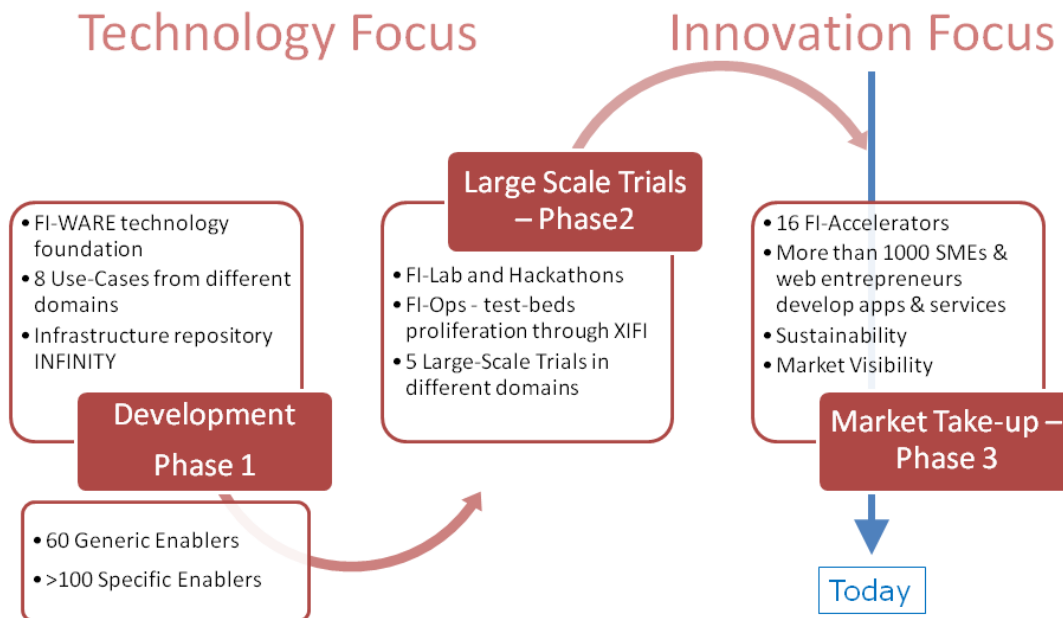 Technology Focus
Innovation Focus
• FI-WARE technology
foundation
• 8 Use-Cases from different
domains
• Infrastructure repository
INFINITY
Development
Phase 1
• 60 Generic Enablers
• >100 Specific Enablers
Large Scale Trials
– Phase2
• FI-Lab and Hackathons
• FI-Ops - test-beds
proliferation through XIFI
• 5 Large-Scale Trials in
different domains
• 16 FI-Accelerators
• More than 1000 SMEs &
web entrepreneurs
develop apps & services
• Sustainability
• Market Visibility
Market Take-up –
Phase 3
Today